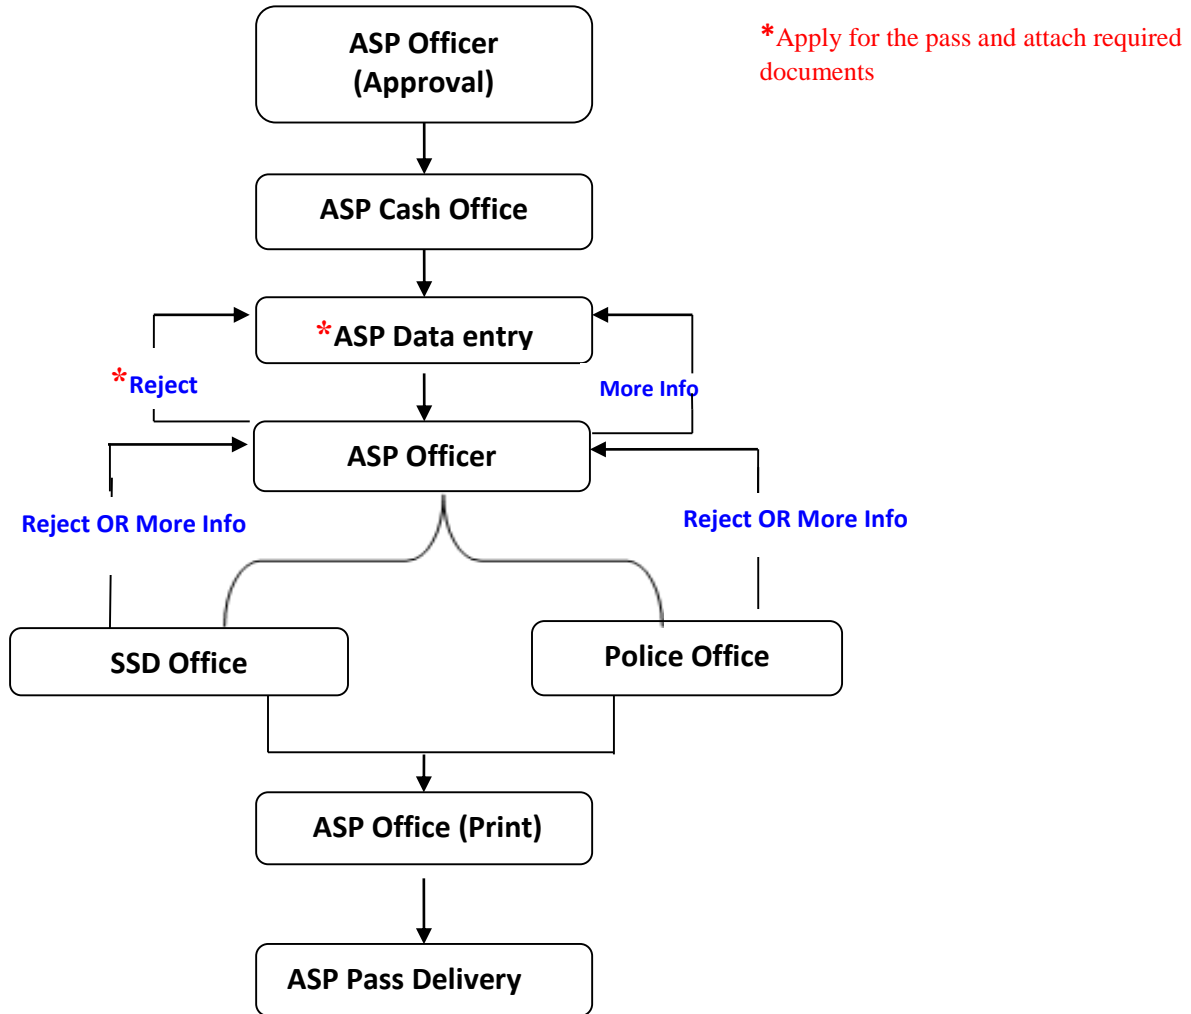 ASP Officer
(Approval)
*Apply for the pass and attach required
documents
ASP Cash Office
*ASP Data entry
*Reject
More Info
ASP Officer
Reject OR More Info
Reject OR More Info
SSD Office
Police Office
ASP Office (Print)
ASP Pass Delivery